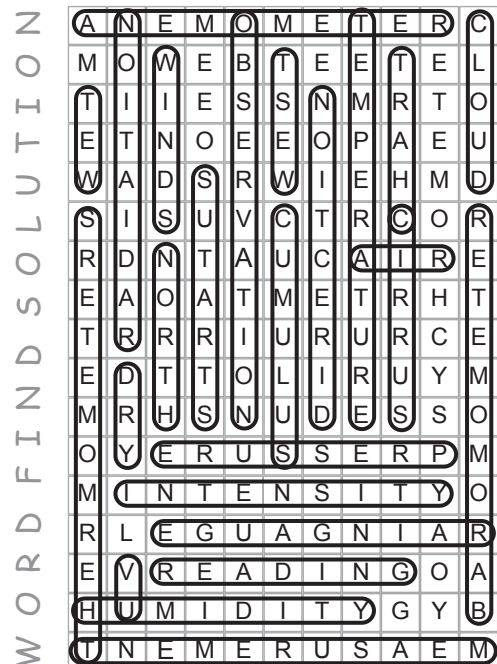 WORD FIND SOLUTION
A N E M O M E T E R C
M O W E B T E E T E L
T I I E S S N M R T O
E T N O E E O P A E U
W A D S R W I E H M D
S I S U V C T R C O R
R D N T A U C A I R E
E A O A T M E T R H T
T R R R I U R U R C E
E D T T O L I R U Y M
M R H S N U D E S S O
O Y E R U S S E R P M
M I N T E N S I T Y O
R L E G U A G N I A R
E V R E A D I N G O A
H U M I D I T Y G Y B
T N E M E R U S A E M